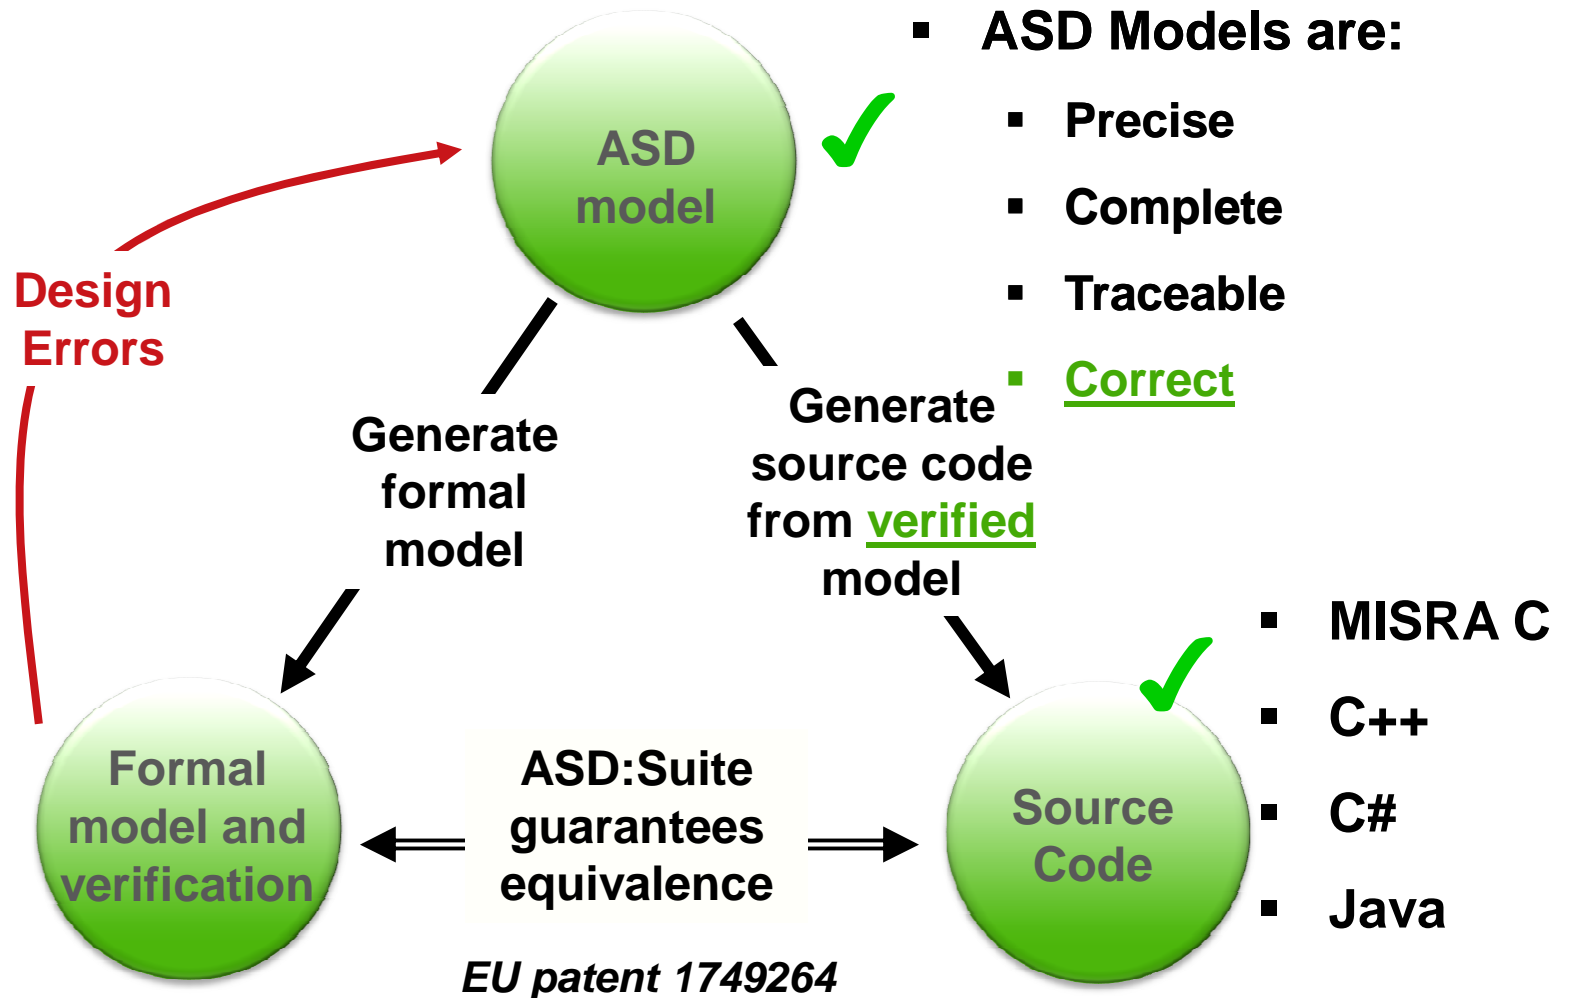 ASD Models are:
Precise
Complete
Traceable
Correct
ASD
model
Design
Errors
Generate
formal
model
Generate
source code
from verified
model
MISRA C
C++
C#
Java
Formal
model and
verification
ASD:Suite
guarantees
equivalence
Source
Code
EU patent 1749264